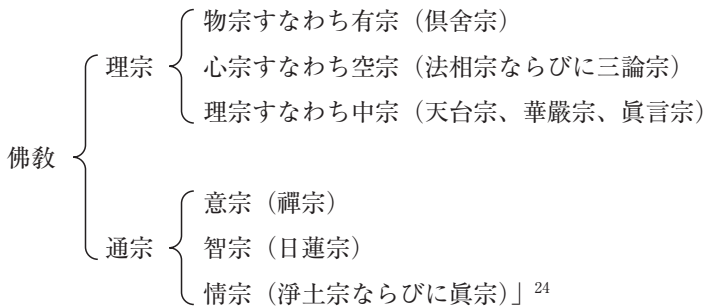 物宗すなわち有宗（俱舍宗）
理宗
心宗すなわち空宗（法相宗ならびに三論宗）
理宗すなわち中宗（天台宗、華嚴宗、眞言宗）
佛敎
意宗（禪宗）
通宗
智宗（日蓮宗）
情宗（淨土宗ならびに眞宗）」24